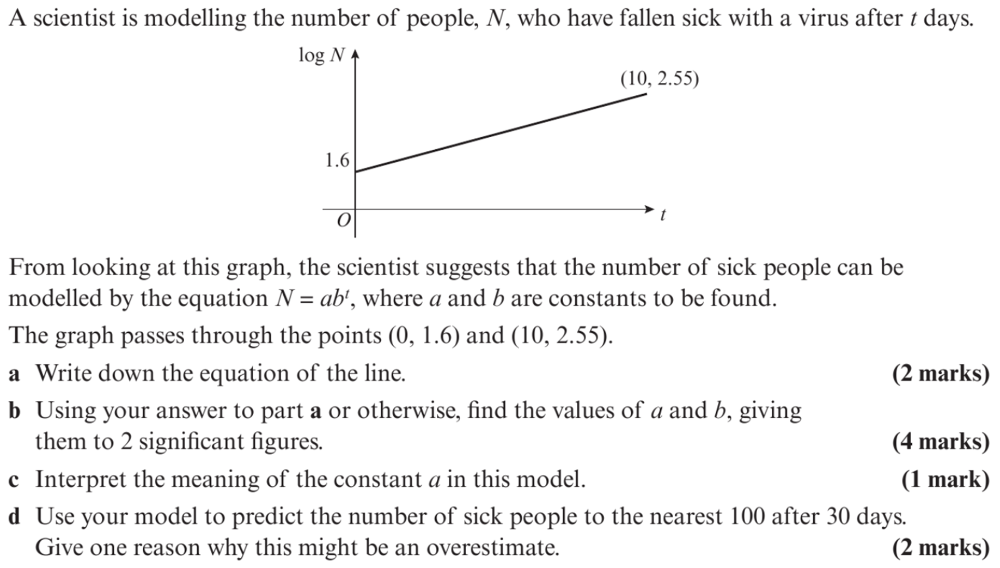 A scientist is modelling the number of people, N, who have fallen sick with a virus after t days.
log N
(10, 2.55)
1.6
O
t
From looking at this graph, the scientist suggests that the number of sick people can be
modelled by the equation N = abᵗ, where a and b are constants to be found.
The graph passes through the points (0, 1.6) and (10, 2.55).
a Write down the equation of the line. (2 marks)
b Using your answer to part a or otherwise, find the values of a and b, giving
them to 2 significant figures. (4 marks)
c Interpret the meaning of the constant a in this model. (1 mark)
d Use your model to predict the number of sick people to the nearest 100 after 30 days.
Give one reason why this might be an overestimate. (2 marks)